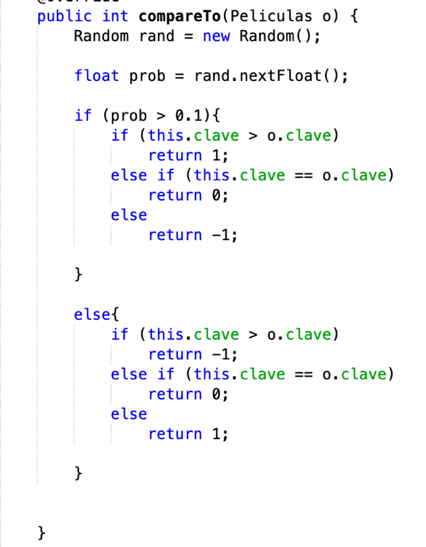 public int compareTo(Peliculas o) {
Random rand = new Random();
float prob = rand.nextFloat();
if (prob > 0.1){
if (this.clave > o.clave)
return 1;
else if (this.clave == o.clave)
return 0;
else
return -1;
}
else{
if (this.clave > o.clave)
return -1;
else if (this.clave == o.clave)
return 0;
else
return 1;
}
}